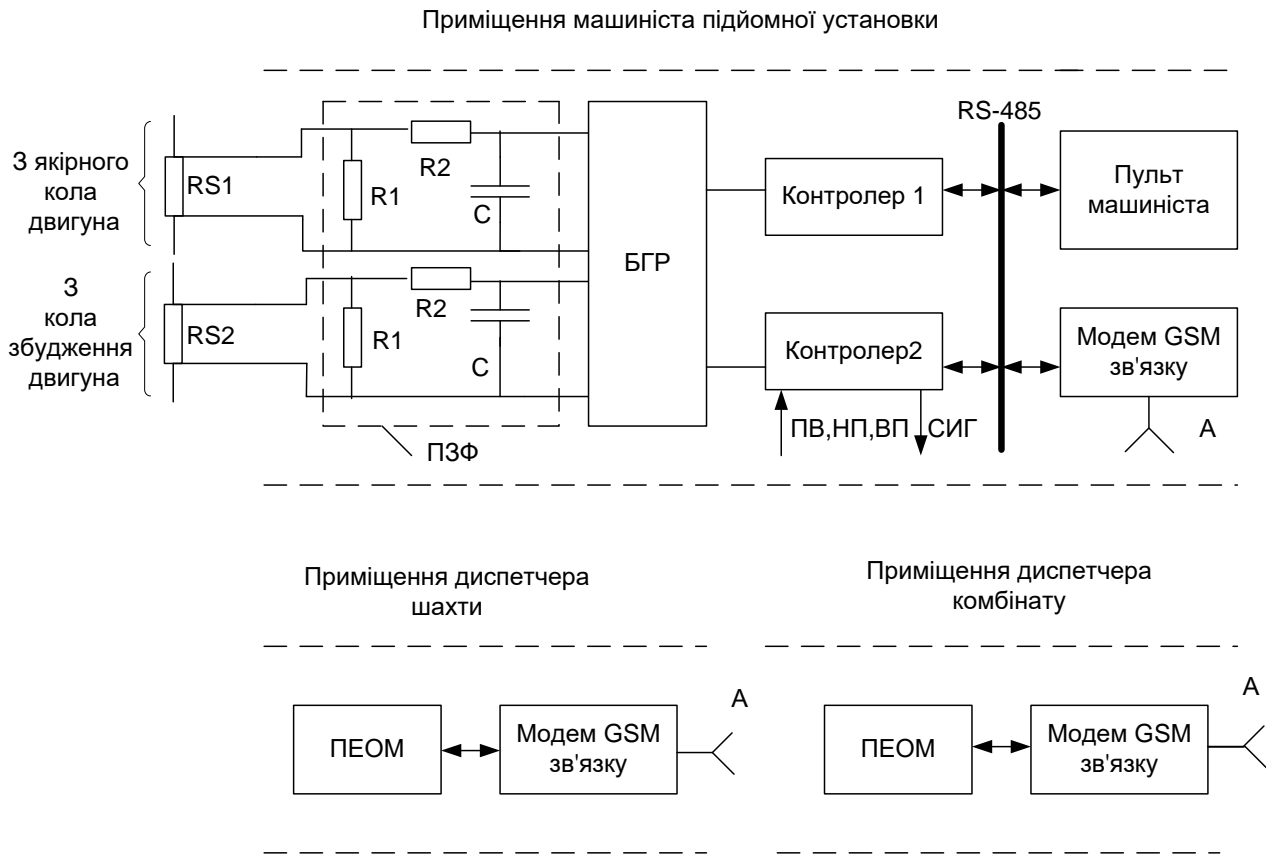 Приміщення машиніста підйомної установки
З якірного
кола
двигуна
RS1
R1
R2
C
БГР
Контролер 1
RS-485
Пульт
машиніста
З
кола
збудження
двигуна
RS2
R1
R2
C
Контролер2
Модем GSM
зв'язку
ПВ,НП,ВП
СИГ
А
ПЗФ
Приміщення диспетчера
шахти
Приміщення диспетчера
комбінату
ПЕОМ
Модем GSM
зв'язку
А
ПЕОМ
Модем GSM
зв'язку
А